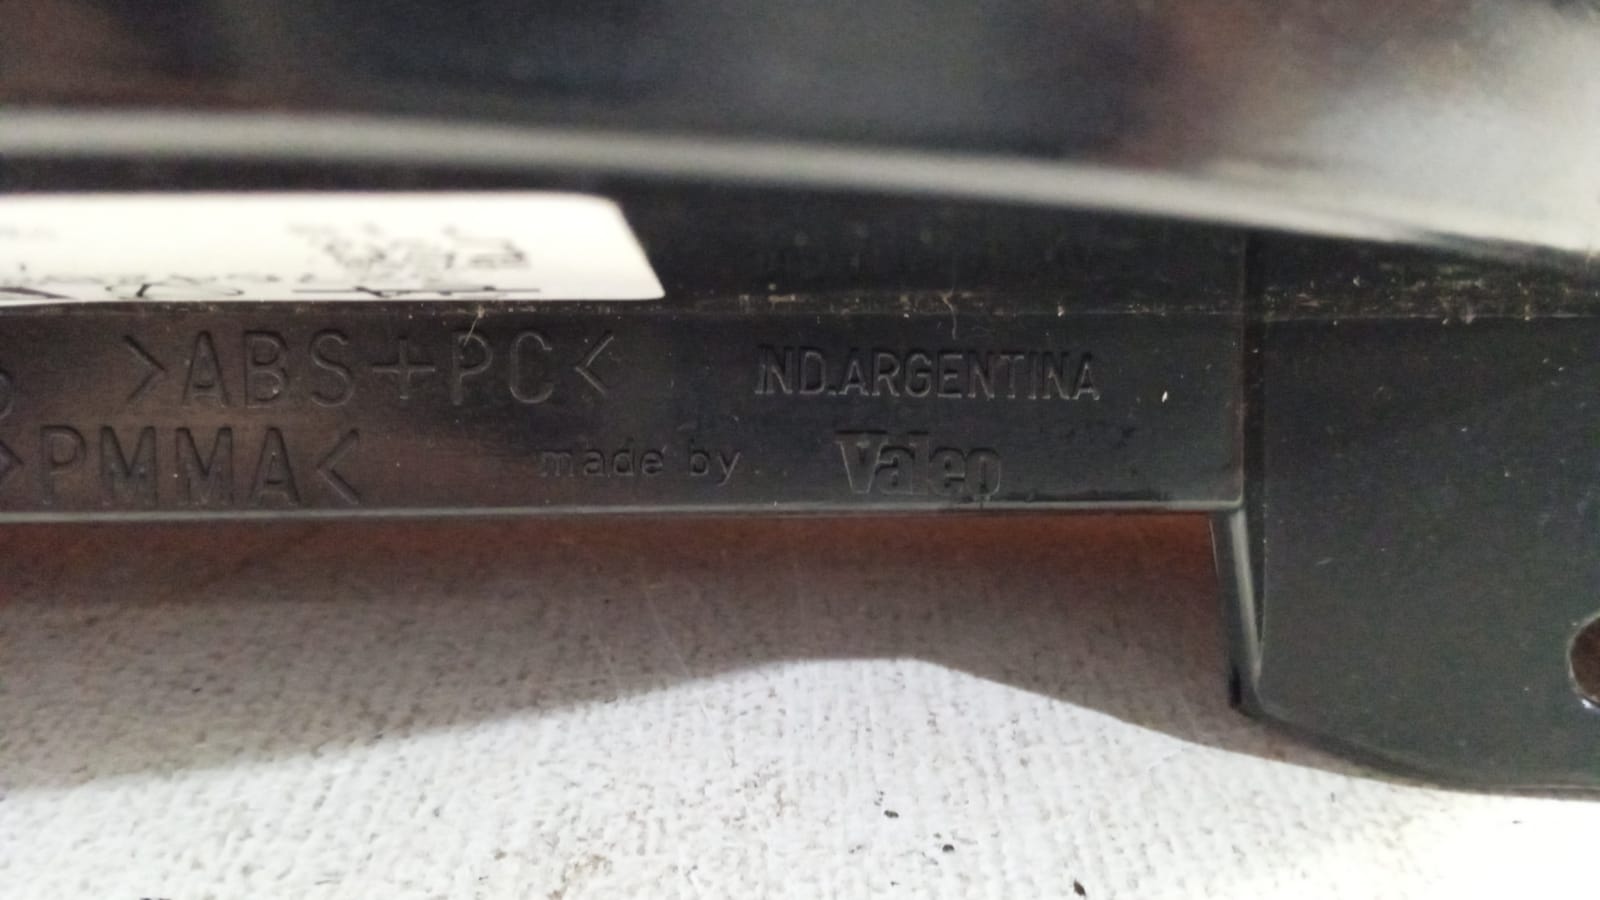 >ABS+PC<
>PMMA<
IND.ARGENTINA
made by Valeo